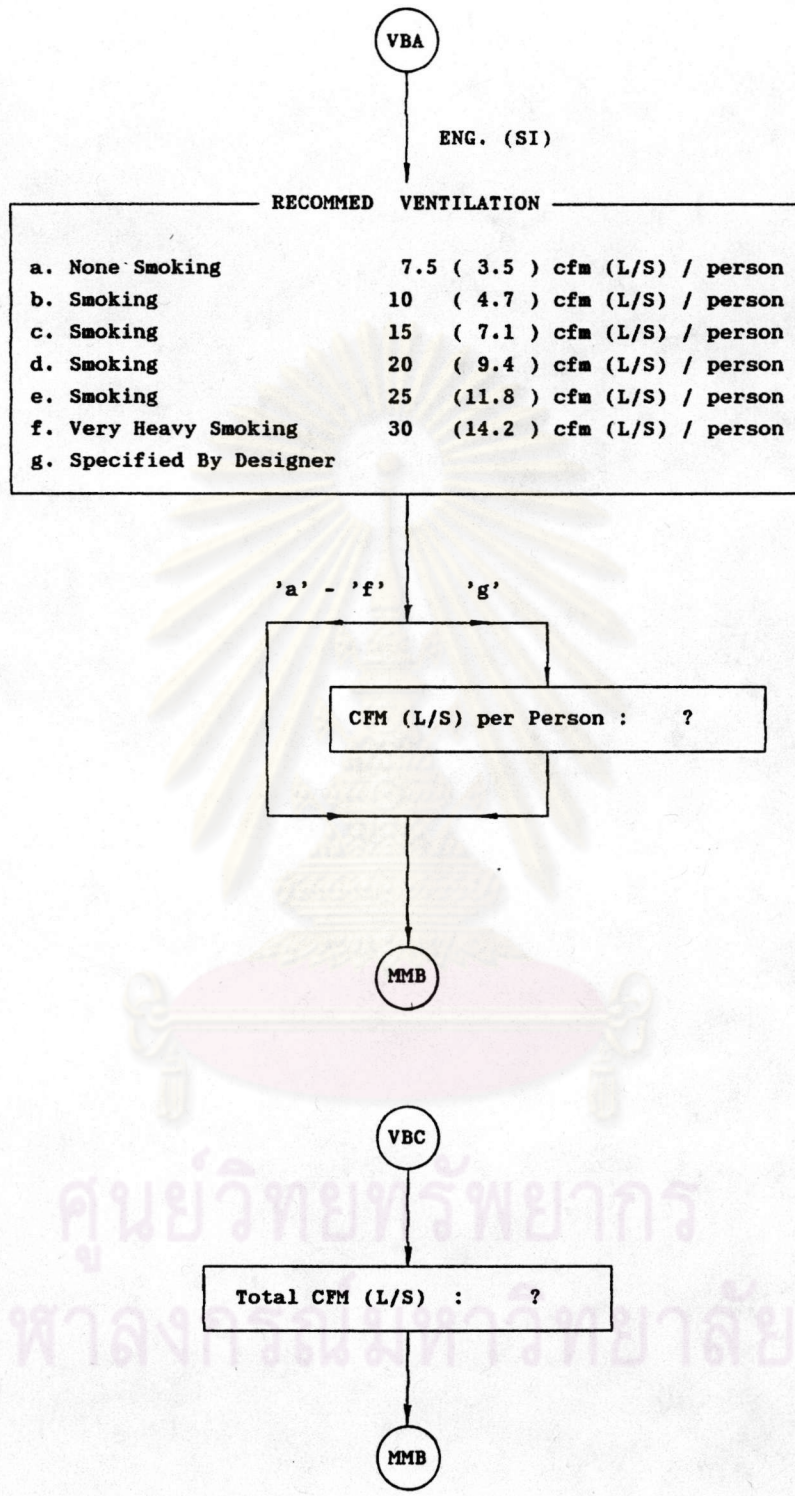 VBA
ENG. (SI)
RECOMMED VENTILATION
a. None Smoking 7.5 ( 3.5 ) cfm (L/S) / person
b. Smoking 10 ( 4.7 ) cfm (L/S) / person
c. Smoking 15 ( 7.1 ) cfm (L/S) / person
d. Smoking 20 ( 9.4 ) cfm (L/S) / person
e. Smoking 25 (11.8 ) cfm (L/S) / person
f. Very Heavy Smoking 30 (14.2 ) cfm (L/S) / person
g. Specified By Designer
'a' - 'f' 'g'
CFM (L/S) per Person : ?
MMB
VBC
ศูนย์วิทยทรัพยากร
Total CFM (L/S) : ?
ฬาลงกรณ์มหาวิทยาลัย
MMB